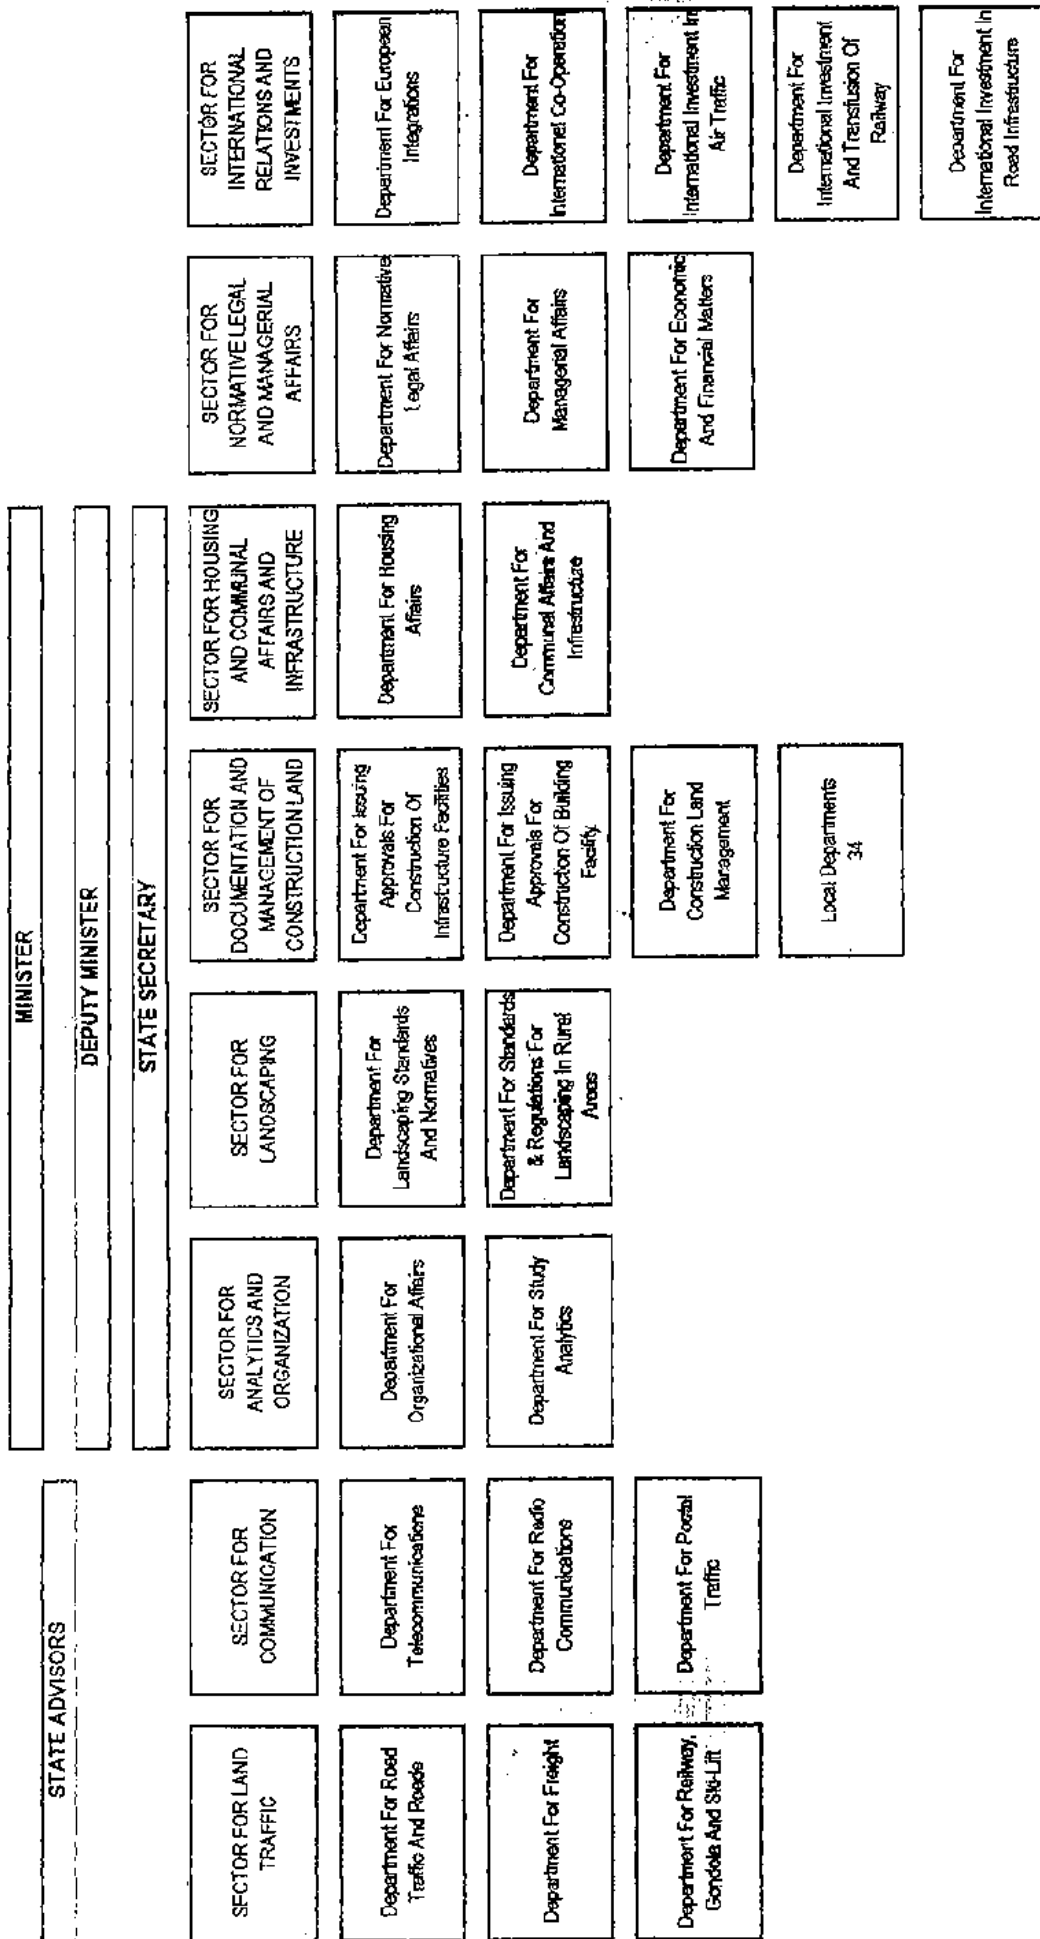 MINISTER
DEPUTY MINISTER
STATE SECRETARY
STATE ADVISORS
SECTOR FOR LAND
TRAFFIC
Department For Road
Traffic And Roads
Department For Freight
Department For Railway,
Gondola And Ski-Lift
SECTOR FOR
COMMUNICATION
Department For
Telecommunications
Department For Radio
Communications
Department For Postal
Traffic
SECTOR FOR
ANALYTICS AND
ORGANIZATION
Department For
Organizational Affairs
Department For Study
Analytics
SECTOR FOR
LANDSCAPING
Department For
Landscaping Standards
And Normatives
Department For Standards
& Regulations For
Landscaping In Rural
Areas
SECTOR FOR
DOCUMENTATION AND
MANAGEMENT OF
CONSTRUCTION LAND
Department For Issuing
Approvals For
Construction Of
Infrastucture Facilities
Department For Issuing
Approvals For
Construction Of Building
Facility
Department For
Construction Land
Management
Local Departments
34
SECTOR FOR HOUSING
AND COMMUNAL
AFFAIRS AND
INFRASTRUCTURE
Department For Housing
Affairs
Department For
Communal Affairs And
Infrastructure
SECTOR FOR
NORMATIVE LEGAL
AND MANAGERIAL
AFFAIRS
Department For Normative
Legal Affairs
Department For
Managerial Affairs
Department For Economic
And Financial Matters
SECTOR FOR
INTERNATIONAL
RELATIONS AND
INVESTMENTS
Department For European
Integrations
Department For
International Co-Operation
Department For
International Investment In
Air Traffic
Department For
International Investment
And Transfusion Of
Railway
Department For
International Investment In
Road Infrastructure